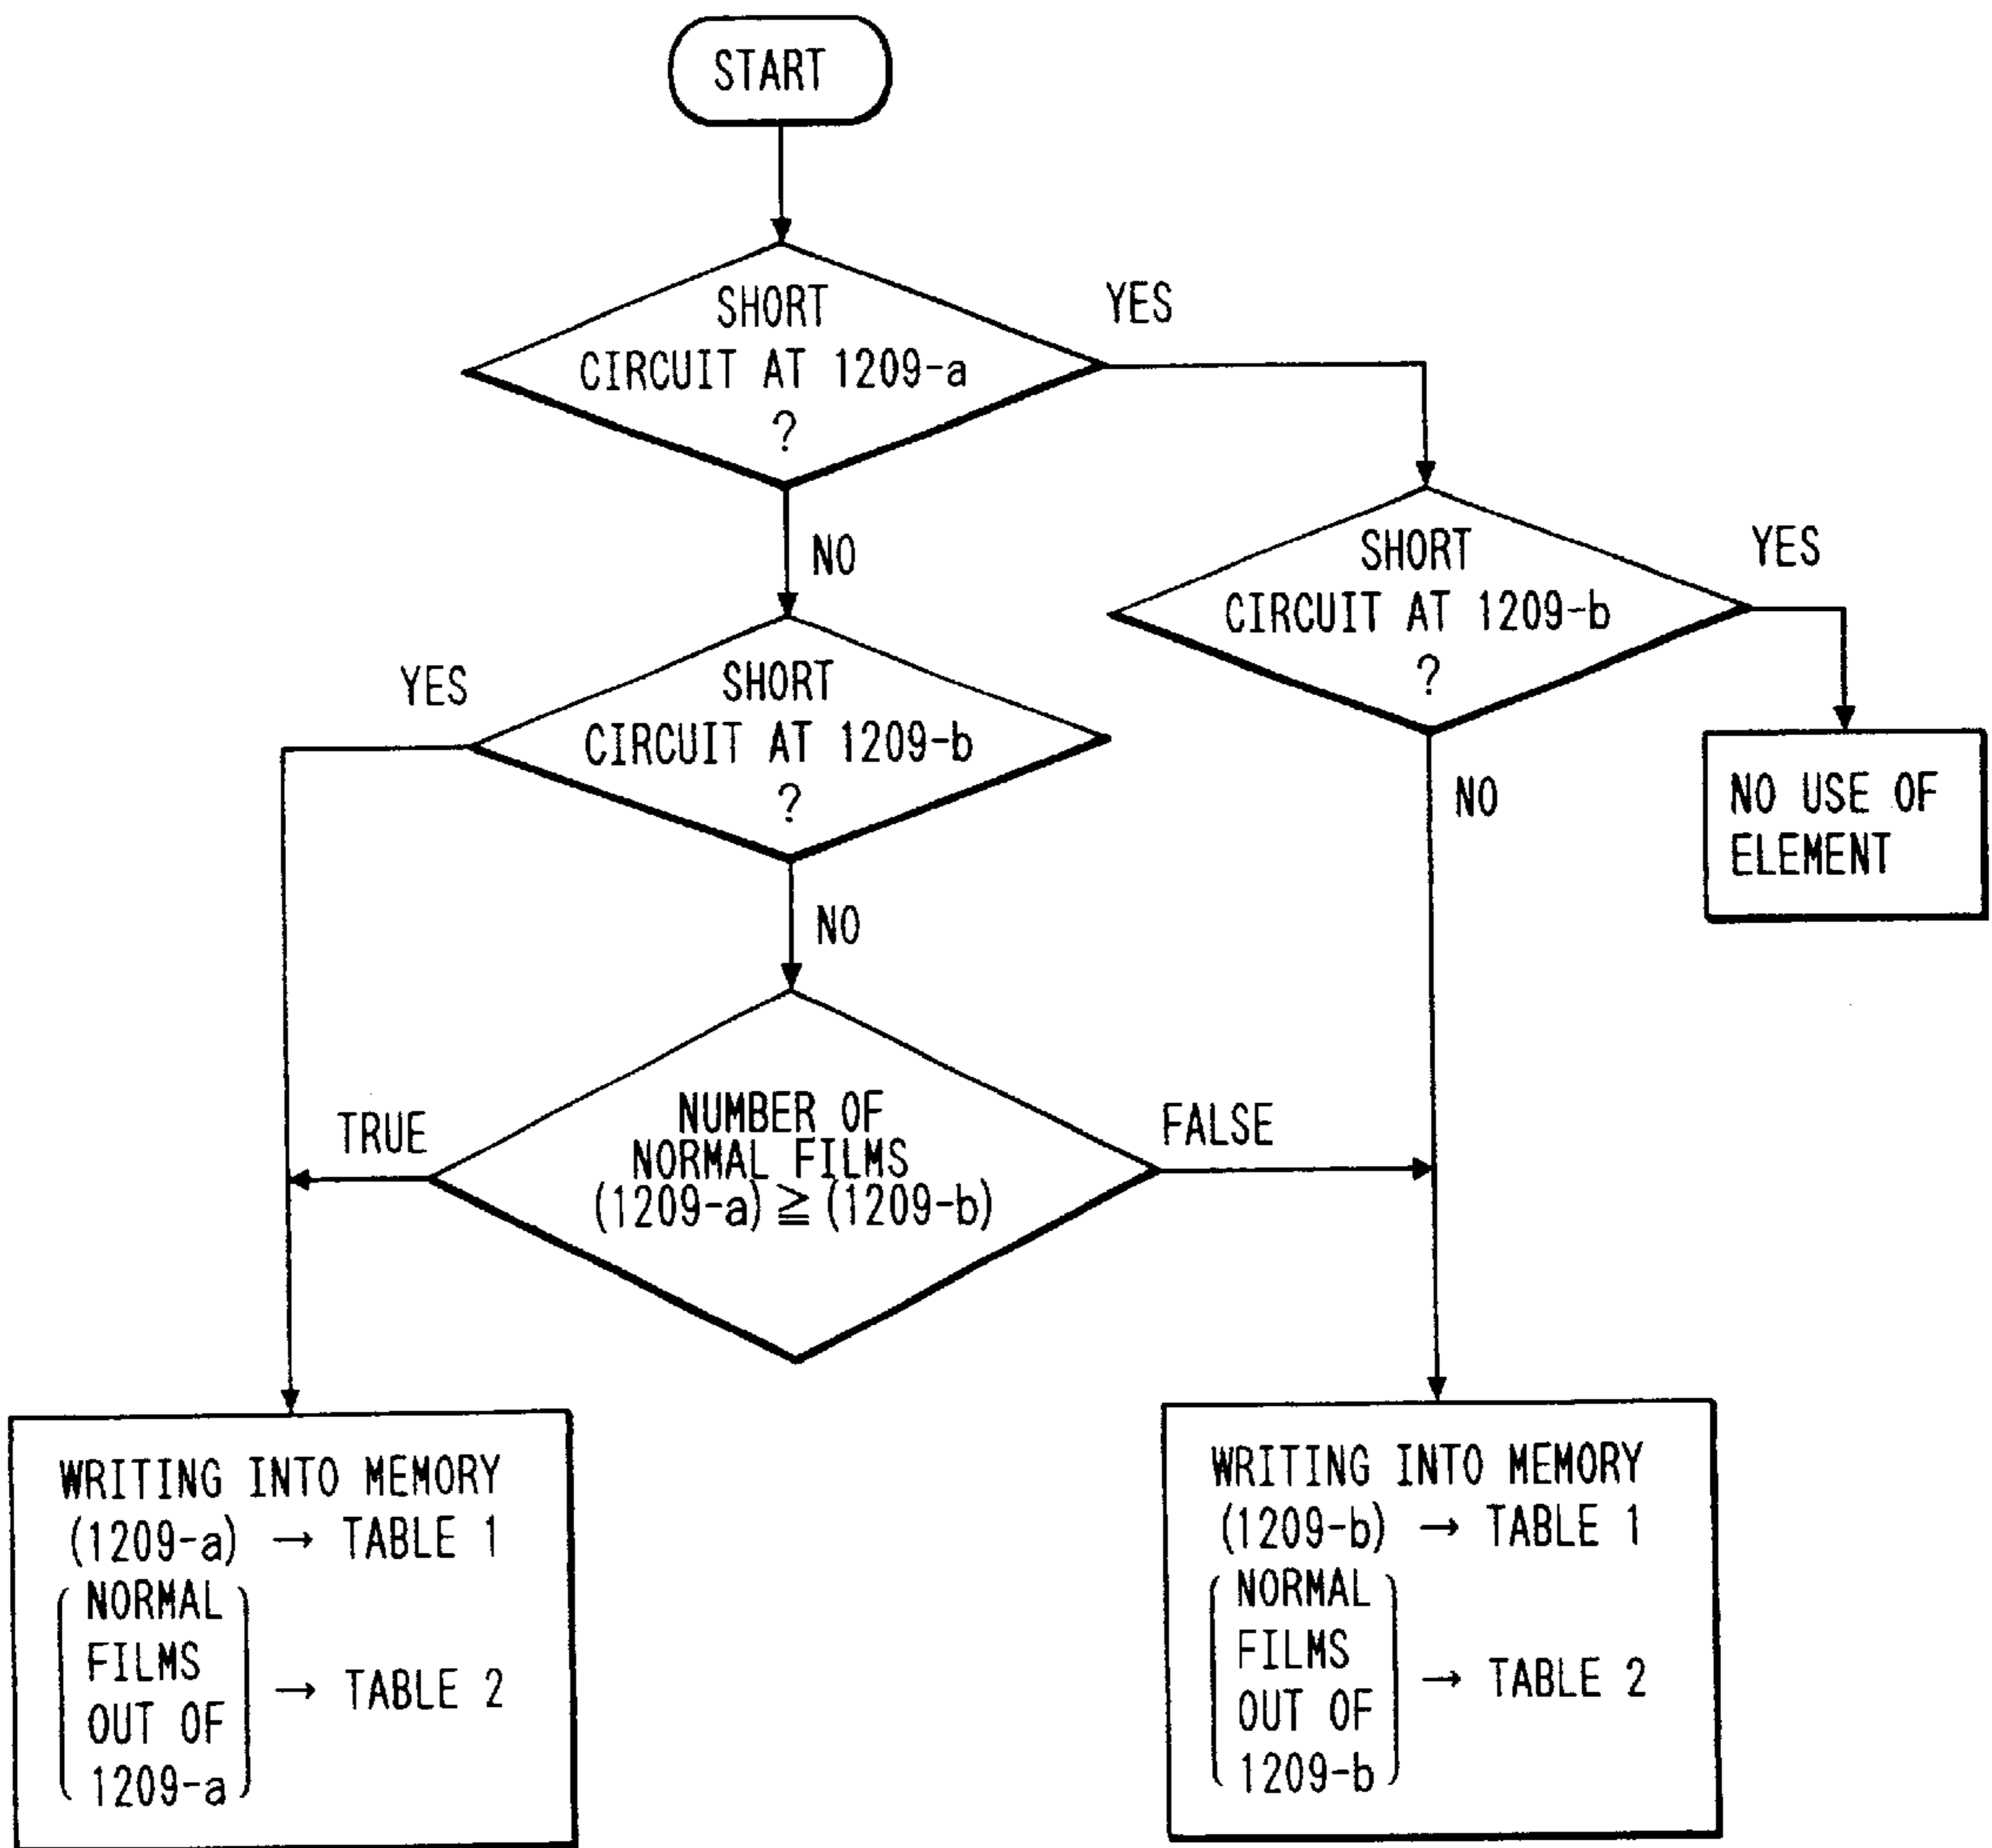 START
SHORT
CIRCUIT AT 1209-a
?
YES
NO
SHORT
CIRCUIT AT 1209-b
?
YES
NO
YES
SHORT
CIRCUIT AT 1209-b
?
NO
NO USE OF
ELEMENT
NUMBER OF
NORMAL FILMS
(1209-a) ≧ (1209-b)
TRUE
FALSE
WRITING INTO MEMORY
(1209-a) → TABLE 1
NORMAL
FILMS
OUT OF → TABLE 2
1209-a
WRITING INTO MEMORY
(1209-b) → TABLE 1
NORMAL
FILMS
OUT OF → TABLE 2
1209-b